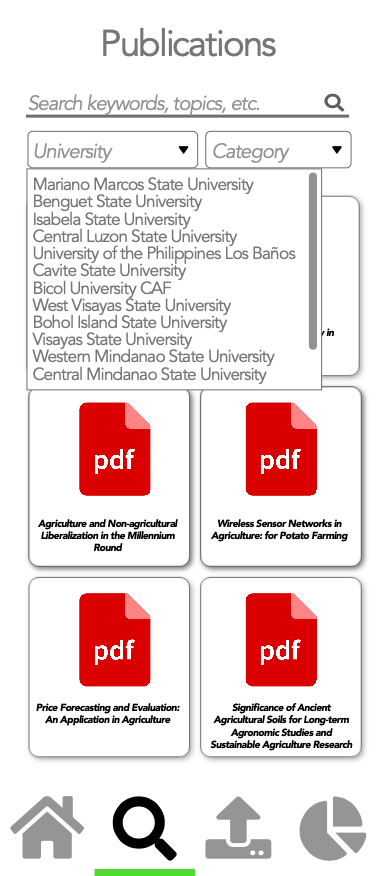 Publications
Search keywords, topics, etc.
University
Category
Mariano Marcos State University
Benguet State University
Isabela State University
Central Luzon State University
University of the Philippines Los Baños
Cavite State University
Bicol University CAF
West Visayas State University
Bohol Island State University
Visayas State University
Western Mindanao State University
Central Mindanao State University
in
pdf
pdf
Agriculture and Non-agricultural
Liberalization in the Millennium
Round
Wireless Sensor Networks in
Agriculture: for Potato Farming
pdf
pdf
Price Forecasting and Evaluation:
An Application in Agriculture
Significance of Ancient
Agricultural Soils for Long-term
Agronomic Studies and
Sustainable Agriculture Research